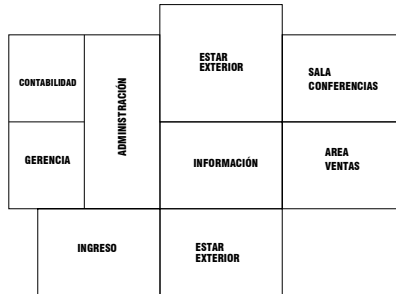 ESTAR
EXTERIOR
CONTABILIDAD
ADMINISTRACIÓN
SALA
CONFERENCIAS
GERENCIA
INFORMACIÓN
AREA
VENTAS
INGRESO
ESTAR
EXTERIOR